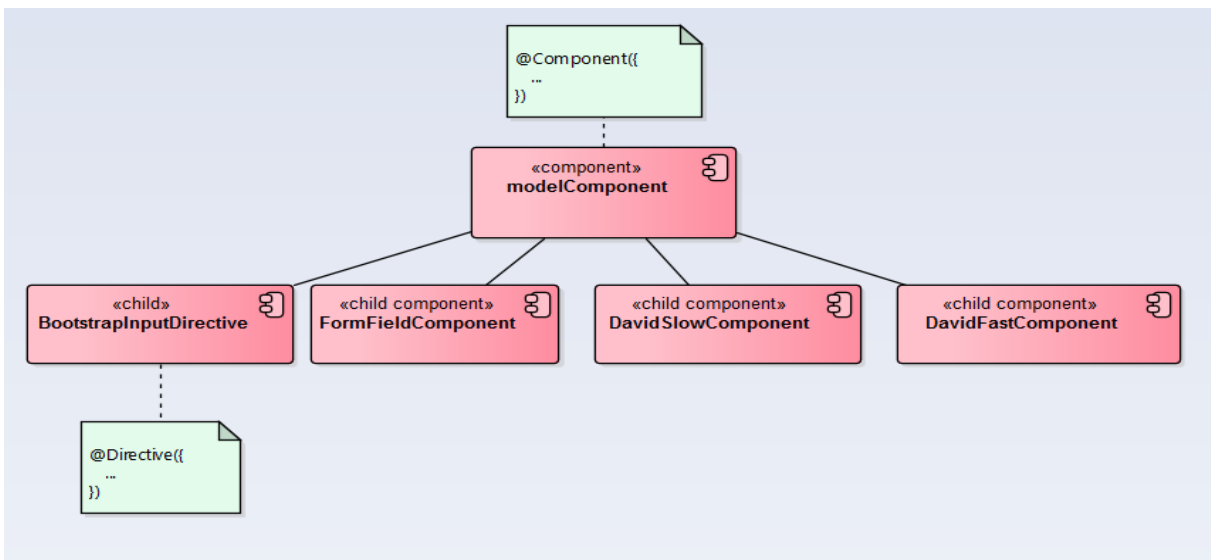 @Component({
...
})
«component»
modelComponent
«child»
BootstrapInputDirective
«child component»
FormFieldComponent
«child component»
DavidSlowComponent
«child component»
DavidFastComponent
@Directive({
...
})